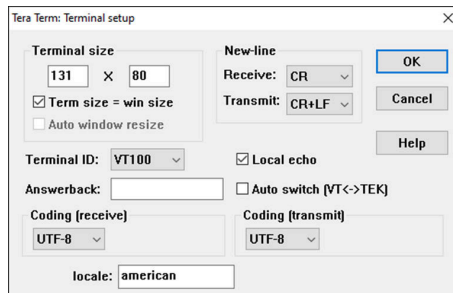 Tera Term: Terminal setup
Terminal size
131 X 80
Term size = win size
Auto window resize
New-line
Receive: CR
Transmit: CR+LF
OK
Cancel
Help
Terminal ID: VT100
Local echo
Answerback:
Auto switch (VT<->TEK)
Coding (receive)
UTF-8
Coding (transmit)
UTF-8
locale: american